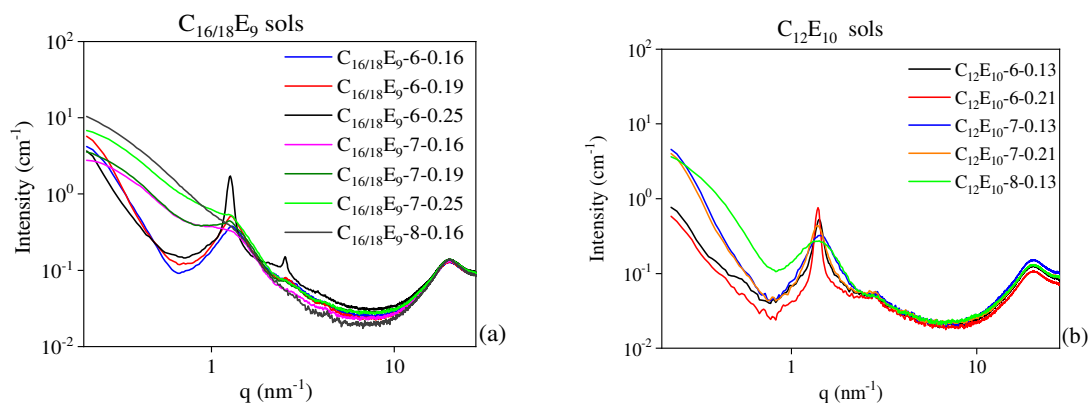 C16/18E9 sols
10^2
10^1
10^0
10^-1
10^-2
Intensity (cm^-1)
C16/18E9-6-0.16
C16/18E9-6-0.19
C16/18E9-6-0.25
C16/18E9-7-0.16
C16/18E9-7-0.19
C16/18E9-7-0.25
C16/18E9-8-0.16
1 10
q (nm^-1)
(a)
C12E10 sols
10^2
10^1
10^0
10^-1
10^-2
Intensity (cm^-1)
C12E10-6-0.13
C12E10-6-0.21
C12E10-7-0.13
C12E10-7-0.21
C12E10-8-0.13
1 10
q (nm^-1)
(b)